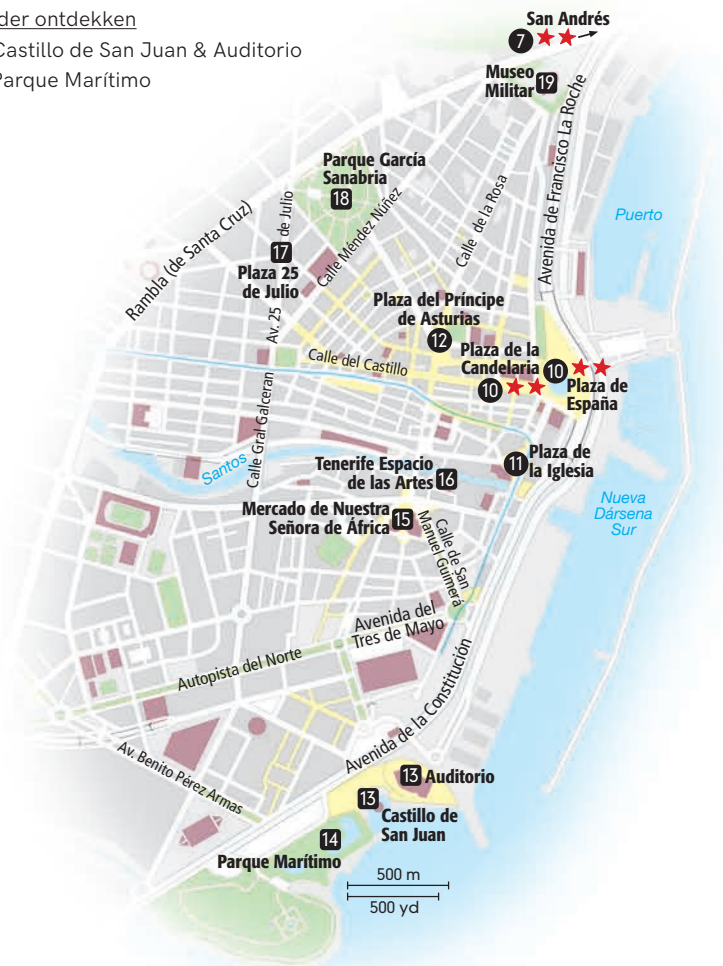 der ontdekken
Castillo de San Juan & Auditorio
Parque Marítimo
San Andrés
7
Museo
Militar
19
Avenida de Francisco La Roche
Parque García
Sanabria
18
Calle Méndez Núñez
Calle de la Rosa
Puerto
Rambla (de Santa Cruz)
17
Plaza 25
de Julio
Av. 25
de Julio
Plaza del Príncipe
de Asturias
12
Calle del Castillo
Plaza de la
Candelaria
10
10
Plaza de
España
Calle Gral Galceran
Santos
Tenerife Espacio
de las Artes
16
11
Plaza de
la Iglesia
Nueva
Dársena
Sur
Mercado de Nuestra
Señora de África
15
Calle de San
Manuel Guimerá
Avenida del
Tres de Mayo
Autopista del Norte
Avenida de la Constitución
Av. Benito Pérez Armas
13
Auditorio
13
Castillo de
San Juan
14
Parque Marítimo
500 m
500 yd